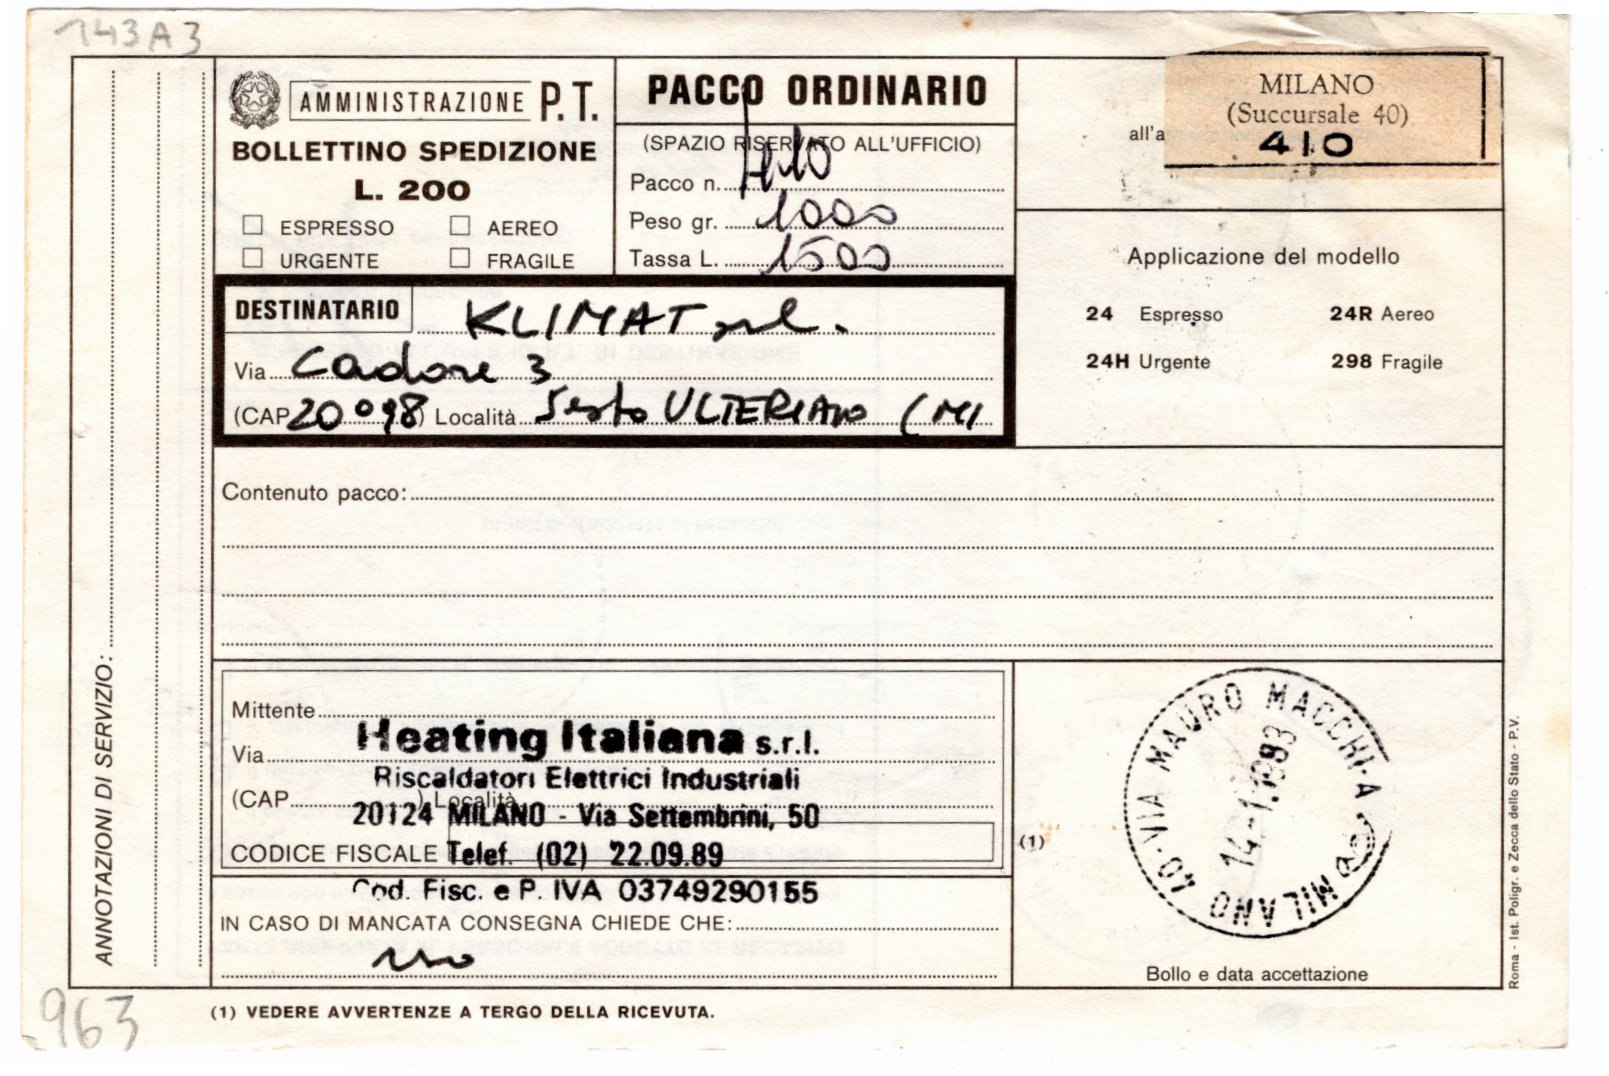 143A3
AMMINISTRAZIONE P.T.
BOLLETTINO SPEDIZIONE
L. 200
ESPRESSO AEREO
URGENTE FRAGILE
PACCO ORDINARIO
(SPAZIO RISERVATO ALL'UFFICIO)
Pacco n. 410
Peso gr. 1000
Tassa L. 1500
all'a
MILANO
(Succursale 40)
410
Applicazione del modello
24 Espresso 24R Aereo
24H Urgente 298 Fragile
DESTINATARIO KLIMAT srl.
Via Cadore 3
(CAP 20098) Località Sesto ULTERIANO (MI
Contenuto pacco:
ANNOTAZIONI DI SERVIZIO:
Mittente
Heating Italiana s.r.l.
Via
Riscaldatori Elettrici Industriali
(CAP ) Località
20124 MILANO - Via Settembrini, 50
CODICE FISCALE Telef. (02) 22.09.89
Cod. Fisc. e P. IVA 03749290155
IN CASO DI MANCATA CONSEGNA CHIEDE CHE:
(1)
MILANO 40 · VIA MAURO MACCHI · A
14-1.1983
Bollo e data accettazione
Roma - Ist. Poligr. e Zecca dello Stato - P.V.
963
(1) VEDERE AVVERTENZE A TERGO DELLA RICEVUTA.